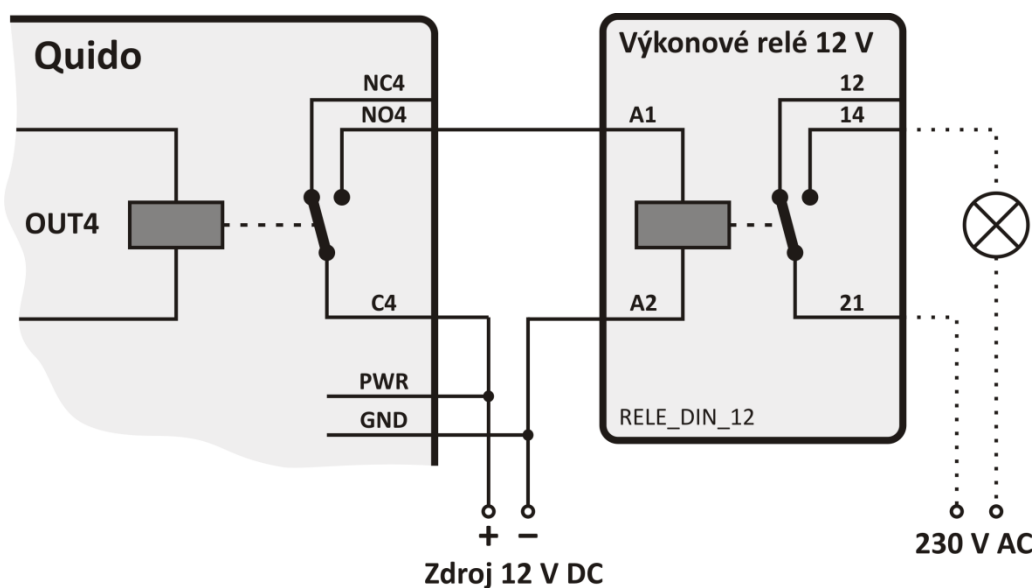 Quido
NC4
NO4
OUT4
C4
PWR
GND
Výkonové relé 12 V
12
A1
14
A2
21
RELE_DIN_12
+ −
Zdroj 12 V DC
230 V AC